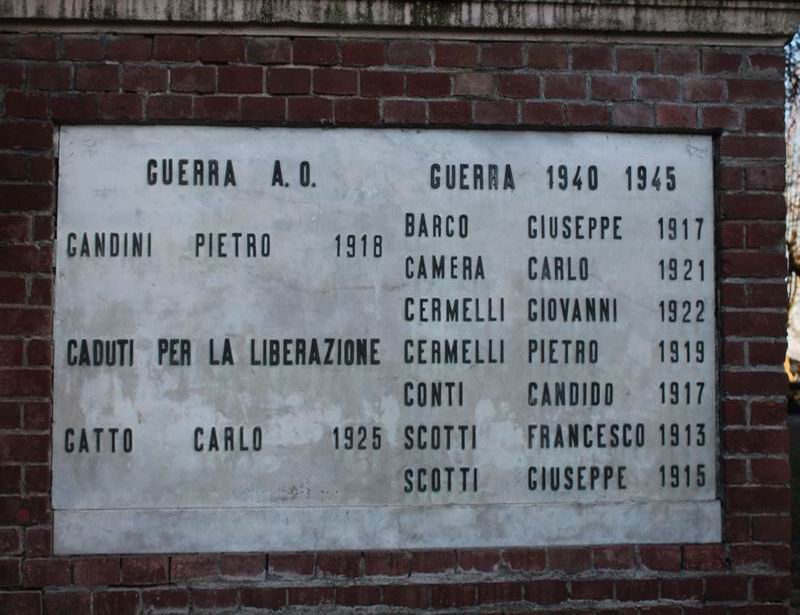 GUERRA A.O.
GANDINI PIETRO 1918
CADUTI PER LA LIBERAZIONE
GATTO CARLO 1925
GUERRA 1940 1945
BARCO GIUSEPPE 1917
CAMERA CARLO 1921
CERMELLI GIOVANNI 1922
CERMELLI PIETRO 1919
CONTI CANDIDO 1917
SCOTTI FRANCESCO 1913
SCOTTI GIUSEPPE 1915